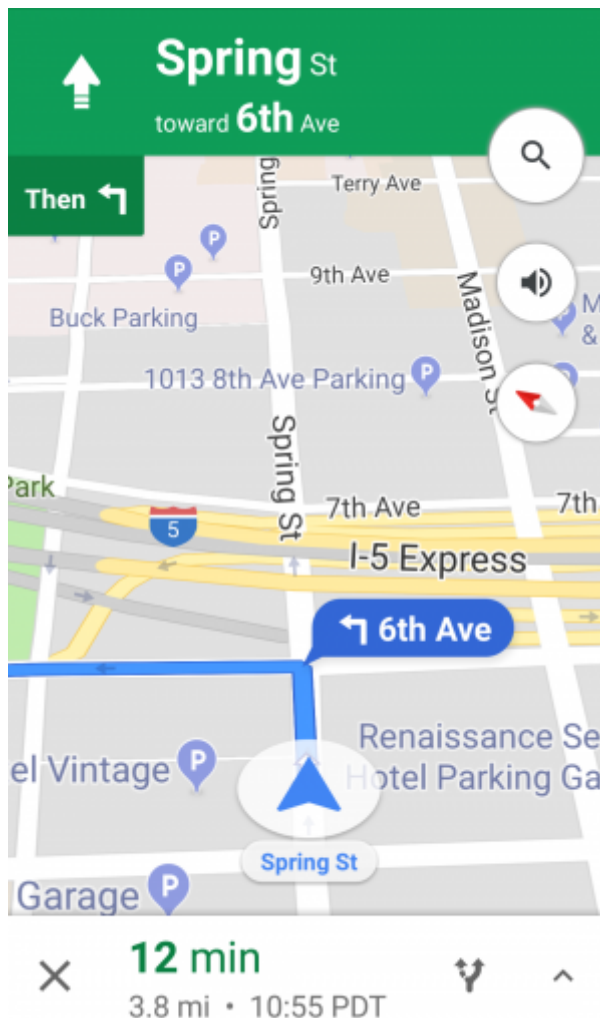 Spring St
toward 6th Ave
Then
Spring
Terry Ave
9th Ave
Madison St
Buck Parking
M
&
1013 8th Ave Parking
Spring St
Park
7th Ave
7th
5
I-5 Express
6th Ave
Renaissance Se
Hotel Parking Ga
el Vintage
Spring St
Garage
12 min
3.8 mi • 10:55 PDT